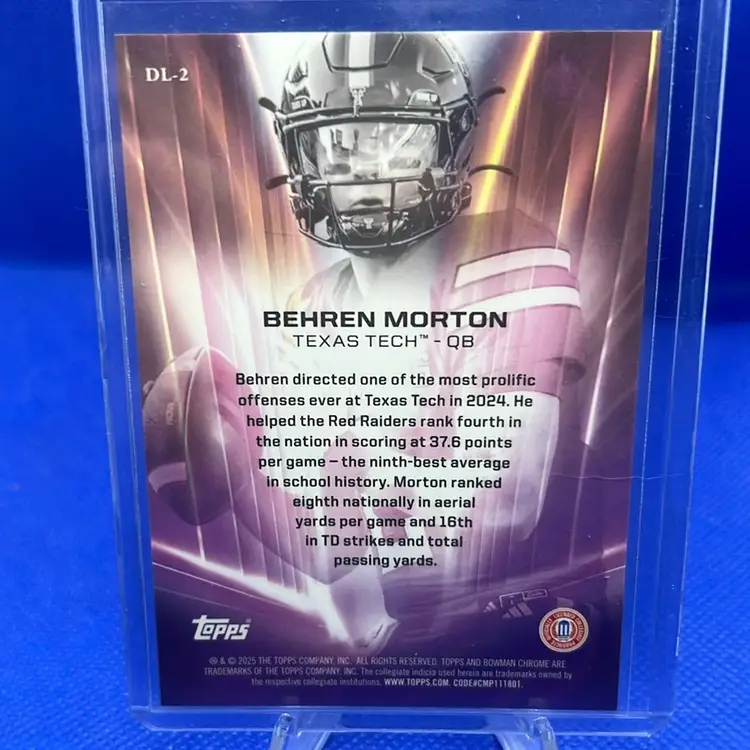 DL-2
BEHREN MORTON
TEXAS TECH™ - QB
Behren directed one of the most prolific
offenses ever at Texas Tech in 2024. He
helped the Red Raiders rank fourth in
the nation in scoring at 37.6 points
per game – the ninth-best average
in school history. Morton ranked
eighth nationally in aerial
yards per game and 16th
in TD strikes and total
passing yards.
topps
® & © 2025 THE TOPPS COMPANY, INC. ALL RIGHTS RESERVED. TOPPS AND BOWMAN CHROME ARE
TRADEMARKS OF THE TOPPS COMPANY, INC. The collegiate indicia used herein are trademarks owned by
the respective collegiate institutions. WWW.TOPPS.COM. CODE#CMP111801.